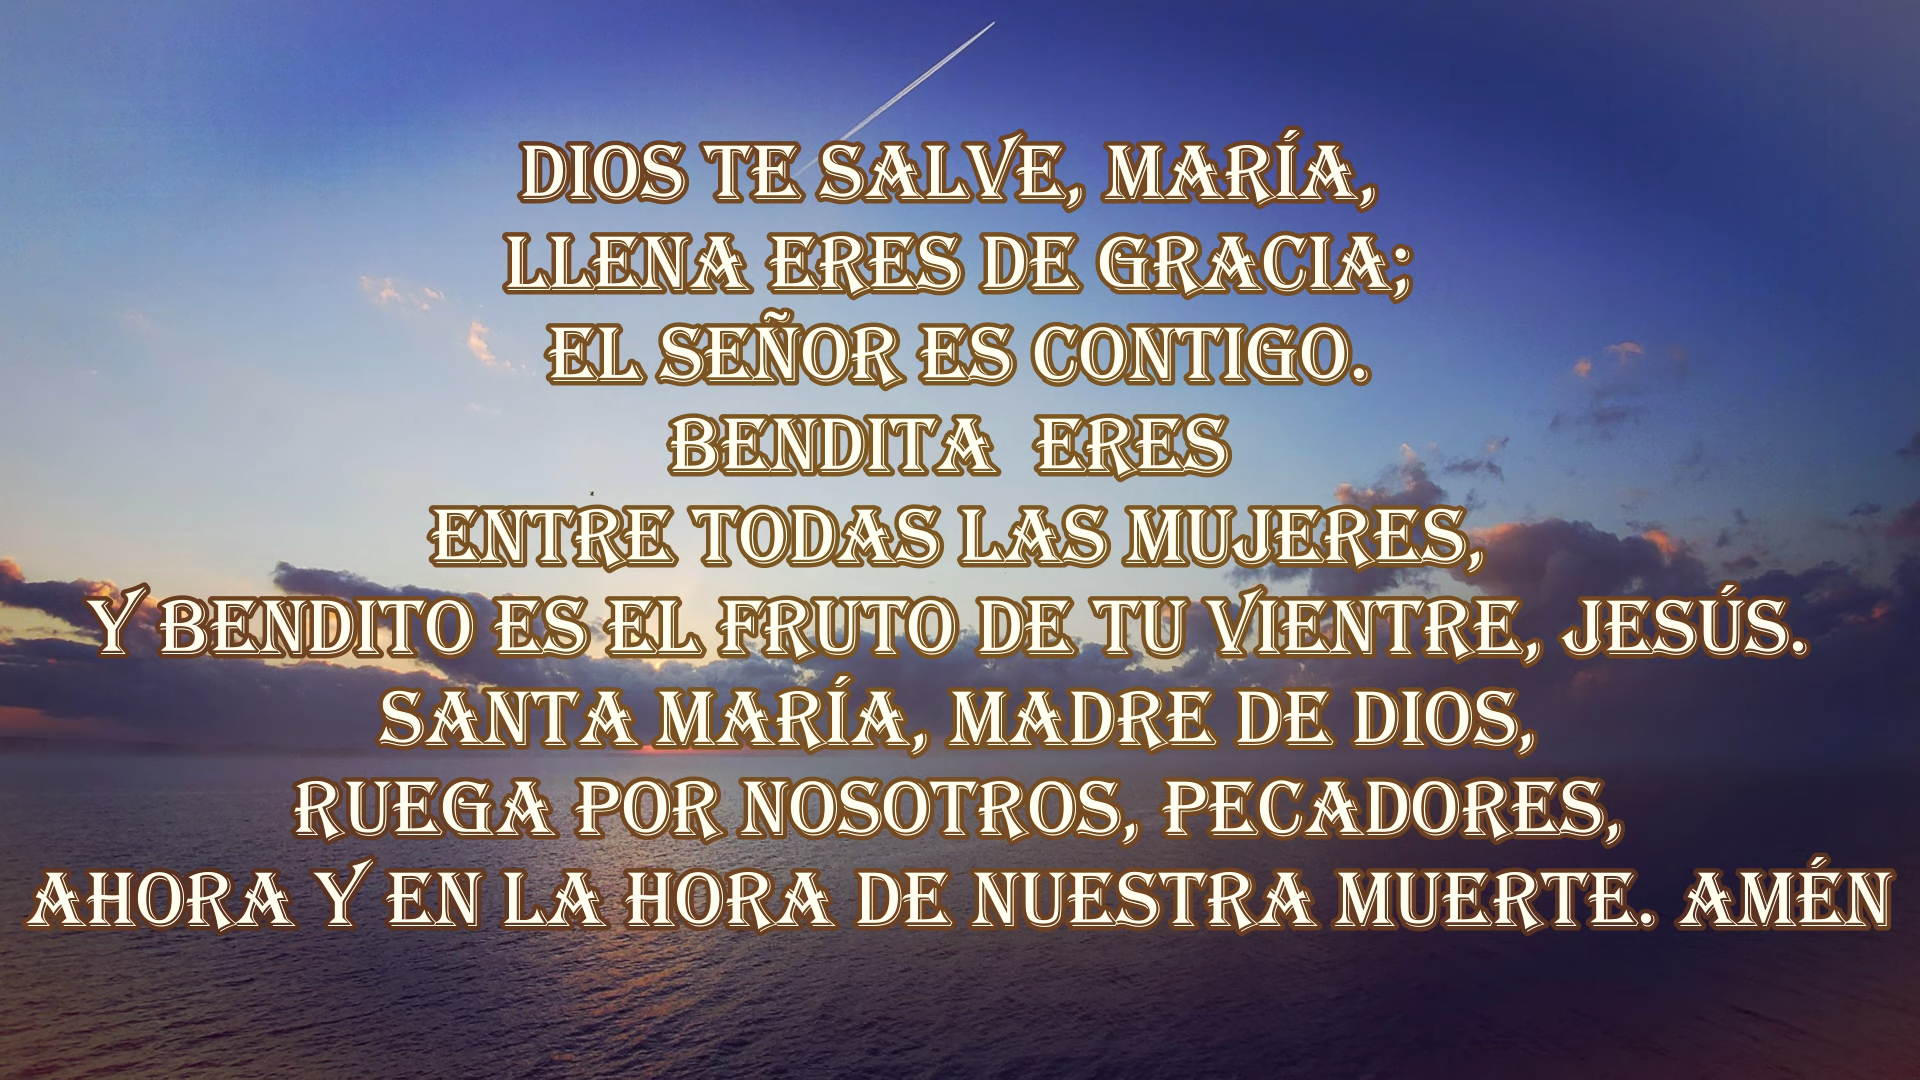 DIOS TE SALVE, MARÍA,
LLENA ERES DE GRACIA;
EL SEÑOR ES CONTIGO.
BENDITA  ERES
ENTRE TODAS LAS MUJERES,
Y BENDITO ES EL FRUTO DE TU VIENTRE, JESÚS.
SANTA MARÍA, MADRE DE DIOS,
RUEGA POR NOSOTROS, PECADORES,
AHORA Y EN LA HORA DE NUESTRA MUERTE. AMÉN